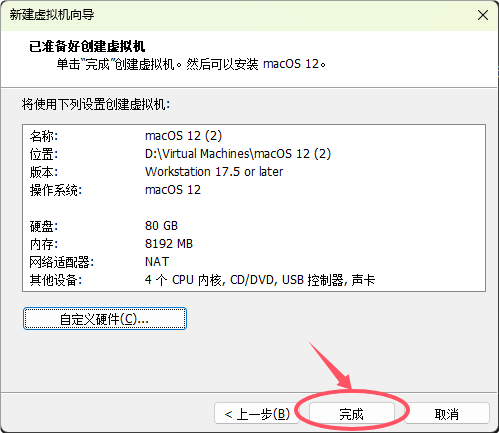 新建虚拟机向导
已准备好创建虚拟机
单击“完成”创建虚拟机。然后可以安装 macOS 12。
将使用下列设置创建虚拟机:
名称: macOS 12 (2)
位置: D:\Virtual Machines\macOS 12 (2)
版本: Workstation 17.5 or later
操作系统: macOS 12
硬盘: 80 GB
内存: 8192 MB
网络适配器: NAT
其他设备: 4 个 CPU 内核, CD/DVD, USB 控制器, 声卡
自定义硬件(C)...
< 上一步(B) 完成 取消